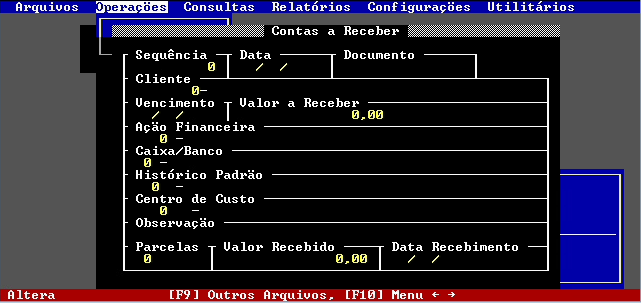 Arquivos Operações Consultas Relatórios Configurações Utilitários
Contas a Receber
Sequência Data Documento
0 / /
Cliente
0-
Vencimento Valor a Receber
/ / 0,00
Ação Financeira
0 -
Caixa/Banco
0 -
Histórico Padrão
0 -
Centro de Custo
0 -
Observação
Parcelas Valor Recebido Data Recebimento
0 0,00 / /
Altera [F9] Outros Arquivos, [F10] Menu ← →